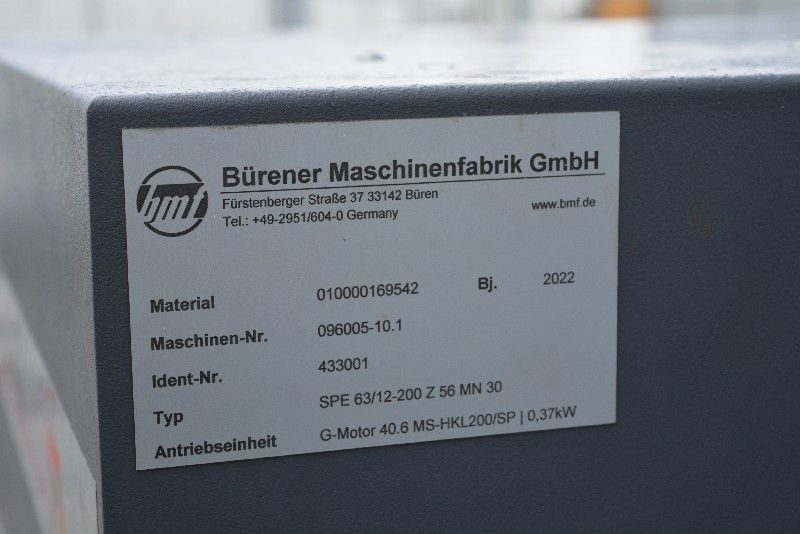 bmf
Bürener Maschinenfabrik GmbH
Fürstenberger Straße 37 33142 Büren
Tel.: +49-2951/604-0 Germany
www.bmf.de
Material 010000169542 Bj. 2022
Maschinen-Nr. 096005-10.1
Ident-Nr. 433001
Typ SPE 63/12-200 Z 56 MN 30
Antriebseinheit G-Motor 40.6 MS-HKL200/SP | 0,37kW